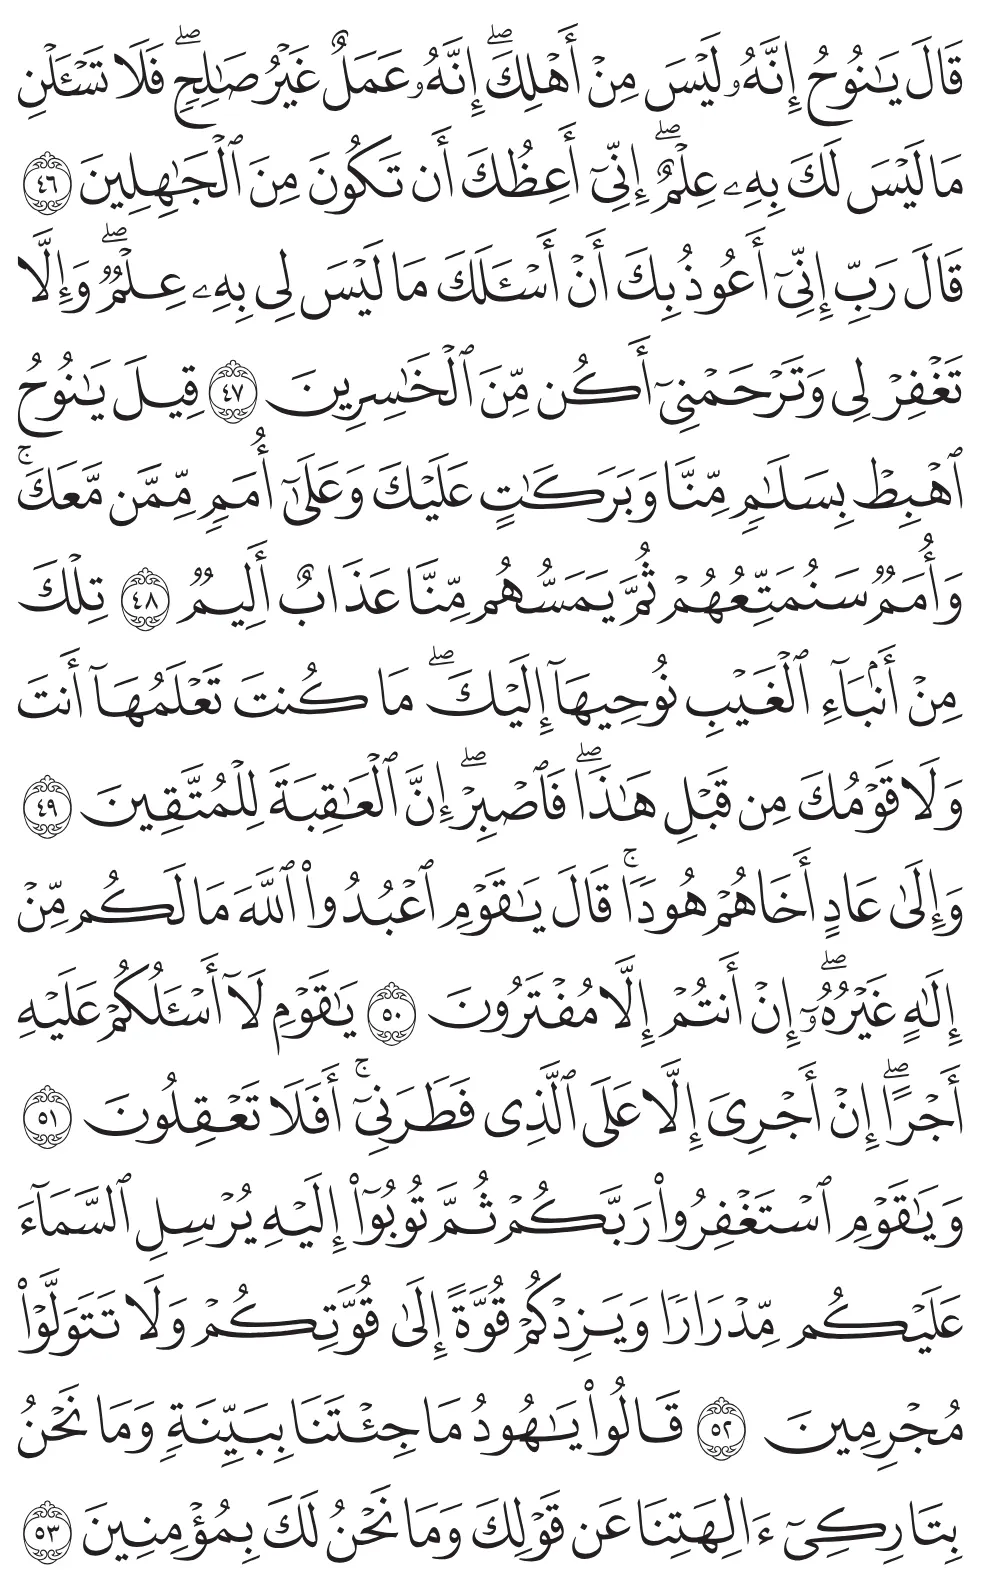 قَالَ يَـٰنُوحُ إِنَّهُۥ لَيْسَ مِنْ أَهْلِكَ ۖ إِنَّهُۥ عَمَلٌ غَيْرُ صَـٰلِحٍ ۖ فَلَا تَسْـَٔلْنِ
مَا لَيْسَ لَكَ بِهِۦ عِلْمٌ ۖ إِنِّىٓ أَعِظُكَ أَن تَكُونَ مِنَ ٱلْجَـٰهِلِينَ ٤٦
قَالَ رَبِّ إِنِّىٓ أَعُوذُ بِكَ أَنْ أَسْـَٔلَكَ مَا لَيْسَ لِى بِهِۦ عِلْمٌ ۖ وَإِلَّا
تَغْفِرْ لِى وَتَرْحَمْنِىٓ أَكُن مِّنَ ٱلْخَـٰسِرِينَ ٤٧ قِيلَ يَـٰنُوحُ
ٱهْبِطْ بِسَلَـٰمٍ مِّنَّا وَبَرَكَـٰتٍ عَلَيْكَ وَعَلَىٰٓ أُمَمٍ مِّمَّن مَّعَكَ ۚ
وَأُمَمٌ سَنُمَتِّعُهُمْ ثُمَّ يَمَسُّهُم مِّنَّا عَذَابٌ أَلِيمٌ ٤٨ تِلْكَ
مِنْ أَنۢبَآءِ ٱلْغَيْبِ نُوحِيهَآ إِلَيْكَ ۖ مَا كُنتَ تَعْلَمُهَآ أَنتَ
وَلَا قَوْمُكَ مِن قَبْلِ هَـٰذَا ۖ فَٱصْبِرْ ۖ إِنَّ ٱلْعَـٰقِبَةَ لِلْمُتَّقِينَ ٤٩
وَإِلَىٰ عَادٍ أَخَاهُمْ هُودًا ۚ قَالَ يَـٰقَوْمِ ٱعْبُدُوا۟ ٱللَّهَ مَا لَكُم مِّنْ
إِلَـٰهٍ غَيْرُهُۥٓ ۖ إِنْ أَنتُمْ إِلَّا مُفْتَرُونَ ٥٠ يَـٰقَوْمِ لَآ أَسْـَٔلُكُمْ عَلَيْهِ
أَجْرًا ۖ إِنْ أَجْرِىَ إِلَّا عَلَى ٱلَّذِى فَطَرَنِىٓ ۚ أَفَلَا تَعْقِلُونَ ٥١
وَيَـٰقَوْمِ ٱسْتَغْفِرُوا۟ رَبَّكُمْ ثُمَّ تُوبُوٓا۟ إِلَيْهِ يُرْسِلِ ٱلسَّمَآءَ
عَلَيْكُم مِّدْرَارًا وَيَزِدْكُمْ قُوَّةً إِلَىٰ قُوَّتِكُمْ وَلَا تَتَوَلَّوْا۟
مُجْرِمِينَ ٥٢ قَالُوا۟ يَـٰهُودُ مَا جِئْتَنَا بِبَيِّنَةٍ وَمَا نَحْنُ
بِتَارِكِىٓ ءَالِهَتِنَا عَن قَوْلِكَ وَمَا نَحْنُ لَكَ بِمُؤْمِنِينَ ٥٣